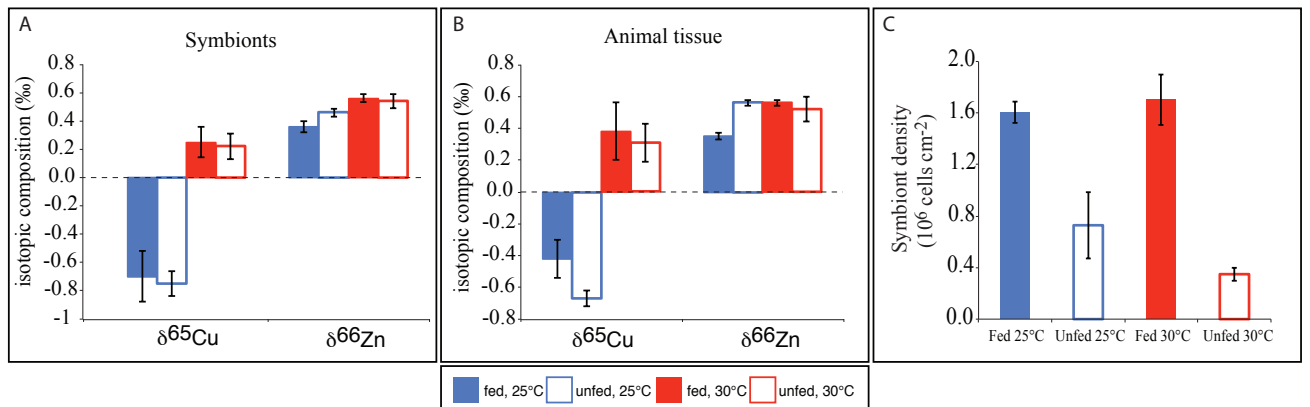 A
Symbionts
isotopic composition (‰)
0.8
0.6
0.4
0.2
0.0
-0.2
-0.4
-0.6
-0.8
-1
δ65Cu
δ66Zn
B
Animal tissue
isotopic composition (‰)
0.8
0.6
0.4
0.2
0.0
-0.2
-0.4
-0.6
-0.8
δ65Cu
δ66Zn
C
Symbiont density
(10⁶ cells cm-2)
2.0
1.6
1.2
0.8
0.4
0.0
Fed 25°C
Unfed 25°C
Fed 30°C
Unfed 30°C
fed, 25°C
unfed, 25°C
fed, 30°C
unfed, 30°C